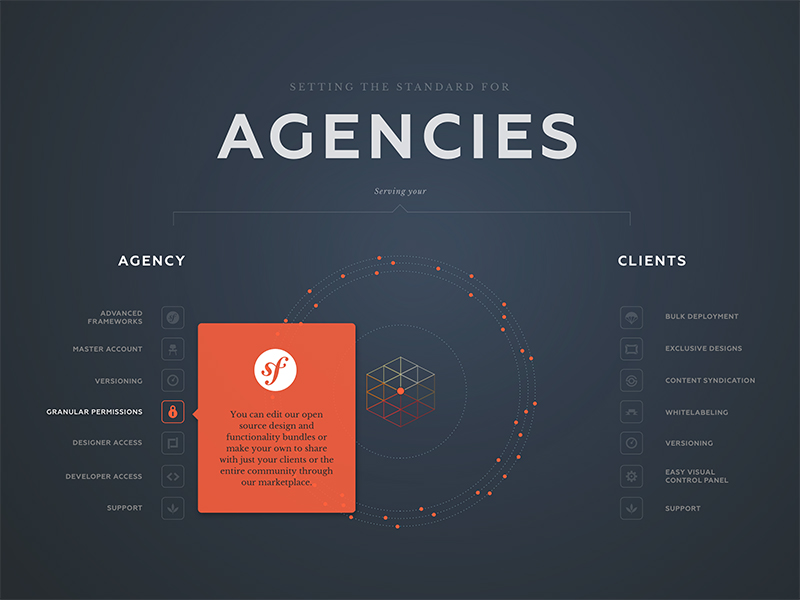 SETTING THE STANDARD FOR
AGENCIES
Serving your
AGENCY
ADVANCED
FRAMEWORKS
MASTER ACCOUNT
VERSIONING
GRANULAR PERMISSIONS
DESIGNER ACCESS
DEVELOPER ACCESS
SUPPORT
sf
You can edit our open
source design and
functionality bundles or
make your own to share
with just your clients or the
entire community through
our marketplace.
CLIENTS
BULK DEPLOYMENT
EXCLUSIVE DESIGNS
CONTENT SYNDICATION
WHITELABELING
VERSIONING
EASY VISUAL
CONTROL PANEL
SUPPORT